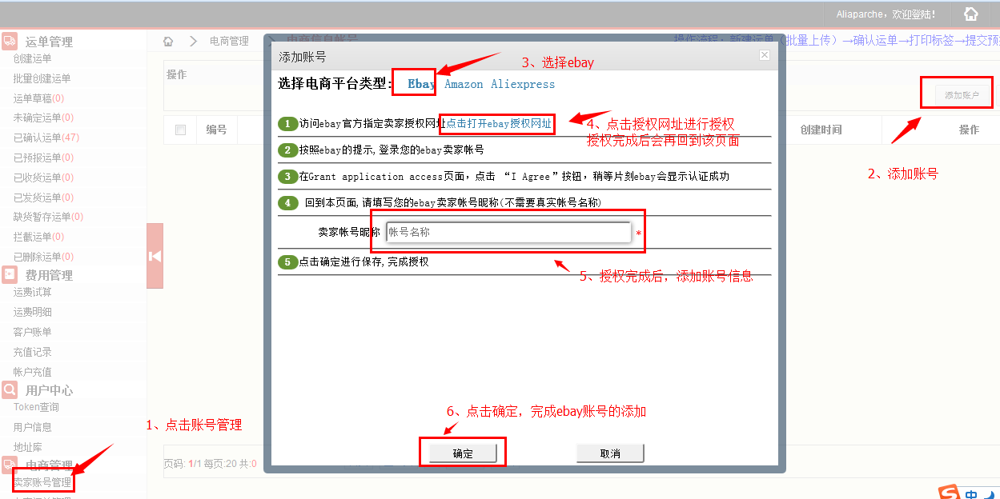 Aliaparche，欢迎登陆！
运单管理
创建运单
批量创建运单
运单草稿(0)
未确定运单(0)
已确认运单(47)
已预报运单(0)
已收货运单(0)
已发货运单(0)
缺货暂存运单(0)
拦截运单(0)
已删除运单(0)
费用管理
运费试算
运费明细
客户账单
充值记录
帐户充值
用户中心
Token查询
用户信息
地址库
电商管理
卖家账号管理
1、点击账号管理
电商管理
电商信息帐号
操作流程：新建运单（批量上传）→确认运单→打印标签→提交预
操作
添加账户
编号
创建时间
操作
2、添加账号
添加账号
3、选择ebay
选择电商平台类型： Ebay Amazon Aliexpress
1 访问ebay官方指定卖家授权网址点击打开ebay授权网址
4、点击授权网址进行授权
授权完成后会再回到该页面
2 按照ebay的提示,登录您的ebay卖家帐号
3 在Grant application access页面，点击 “I Agree”按钮，稍等片刻ebay会显示认证成功
4 回到本页面,请填写您的ebay卖家帐号昵称(不需要真实帐号名称)
卖家帐号昵称 帐号名称 *
5 点击确定进行保存,完成授权
5、授权完成后，添加账号信息
6、点击确定，完成ebay账号的添加
确定
取消
页码: 1/1 每页:20 共:0
S 中